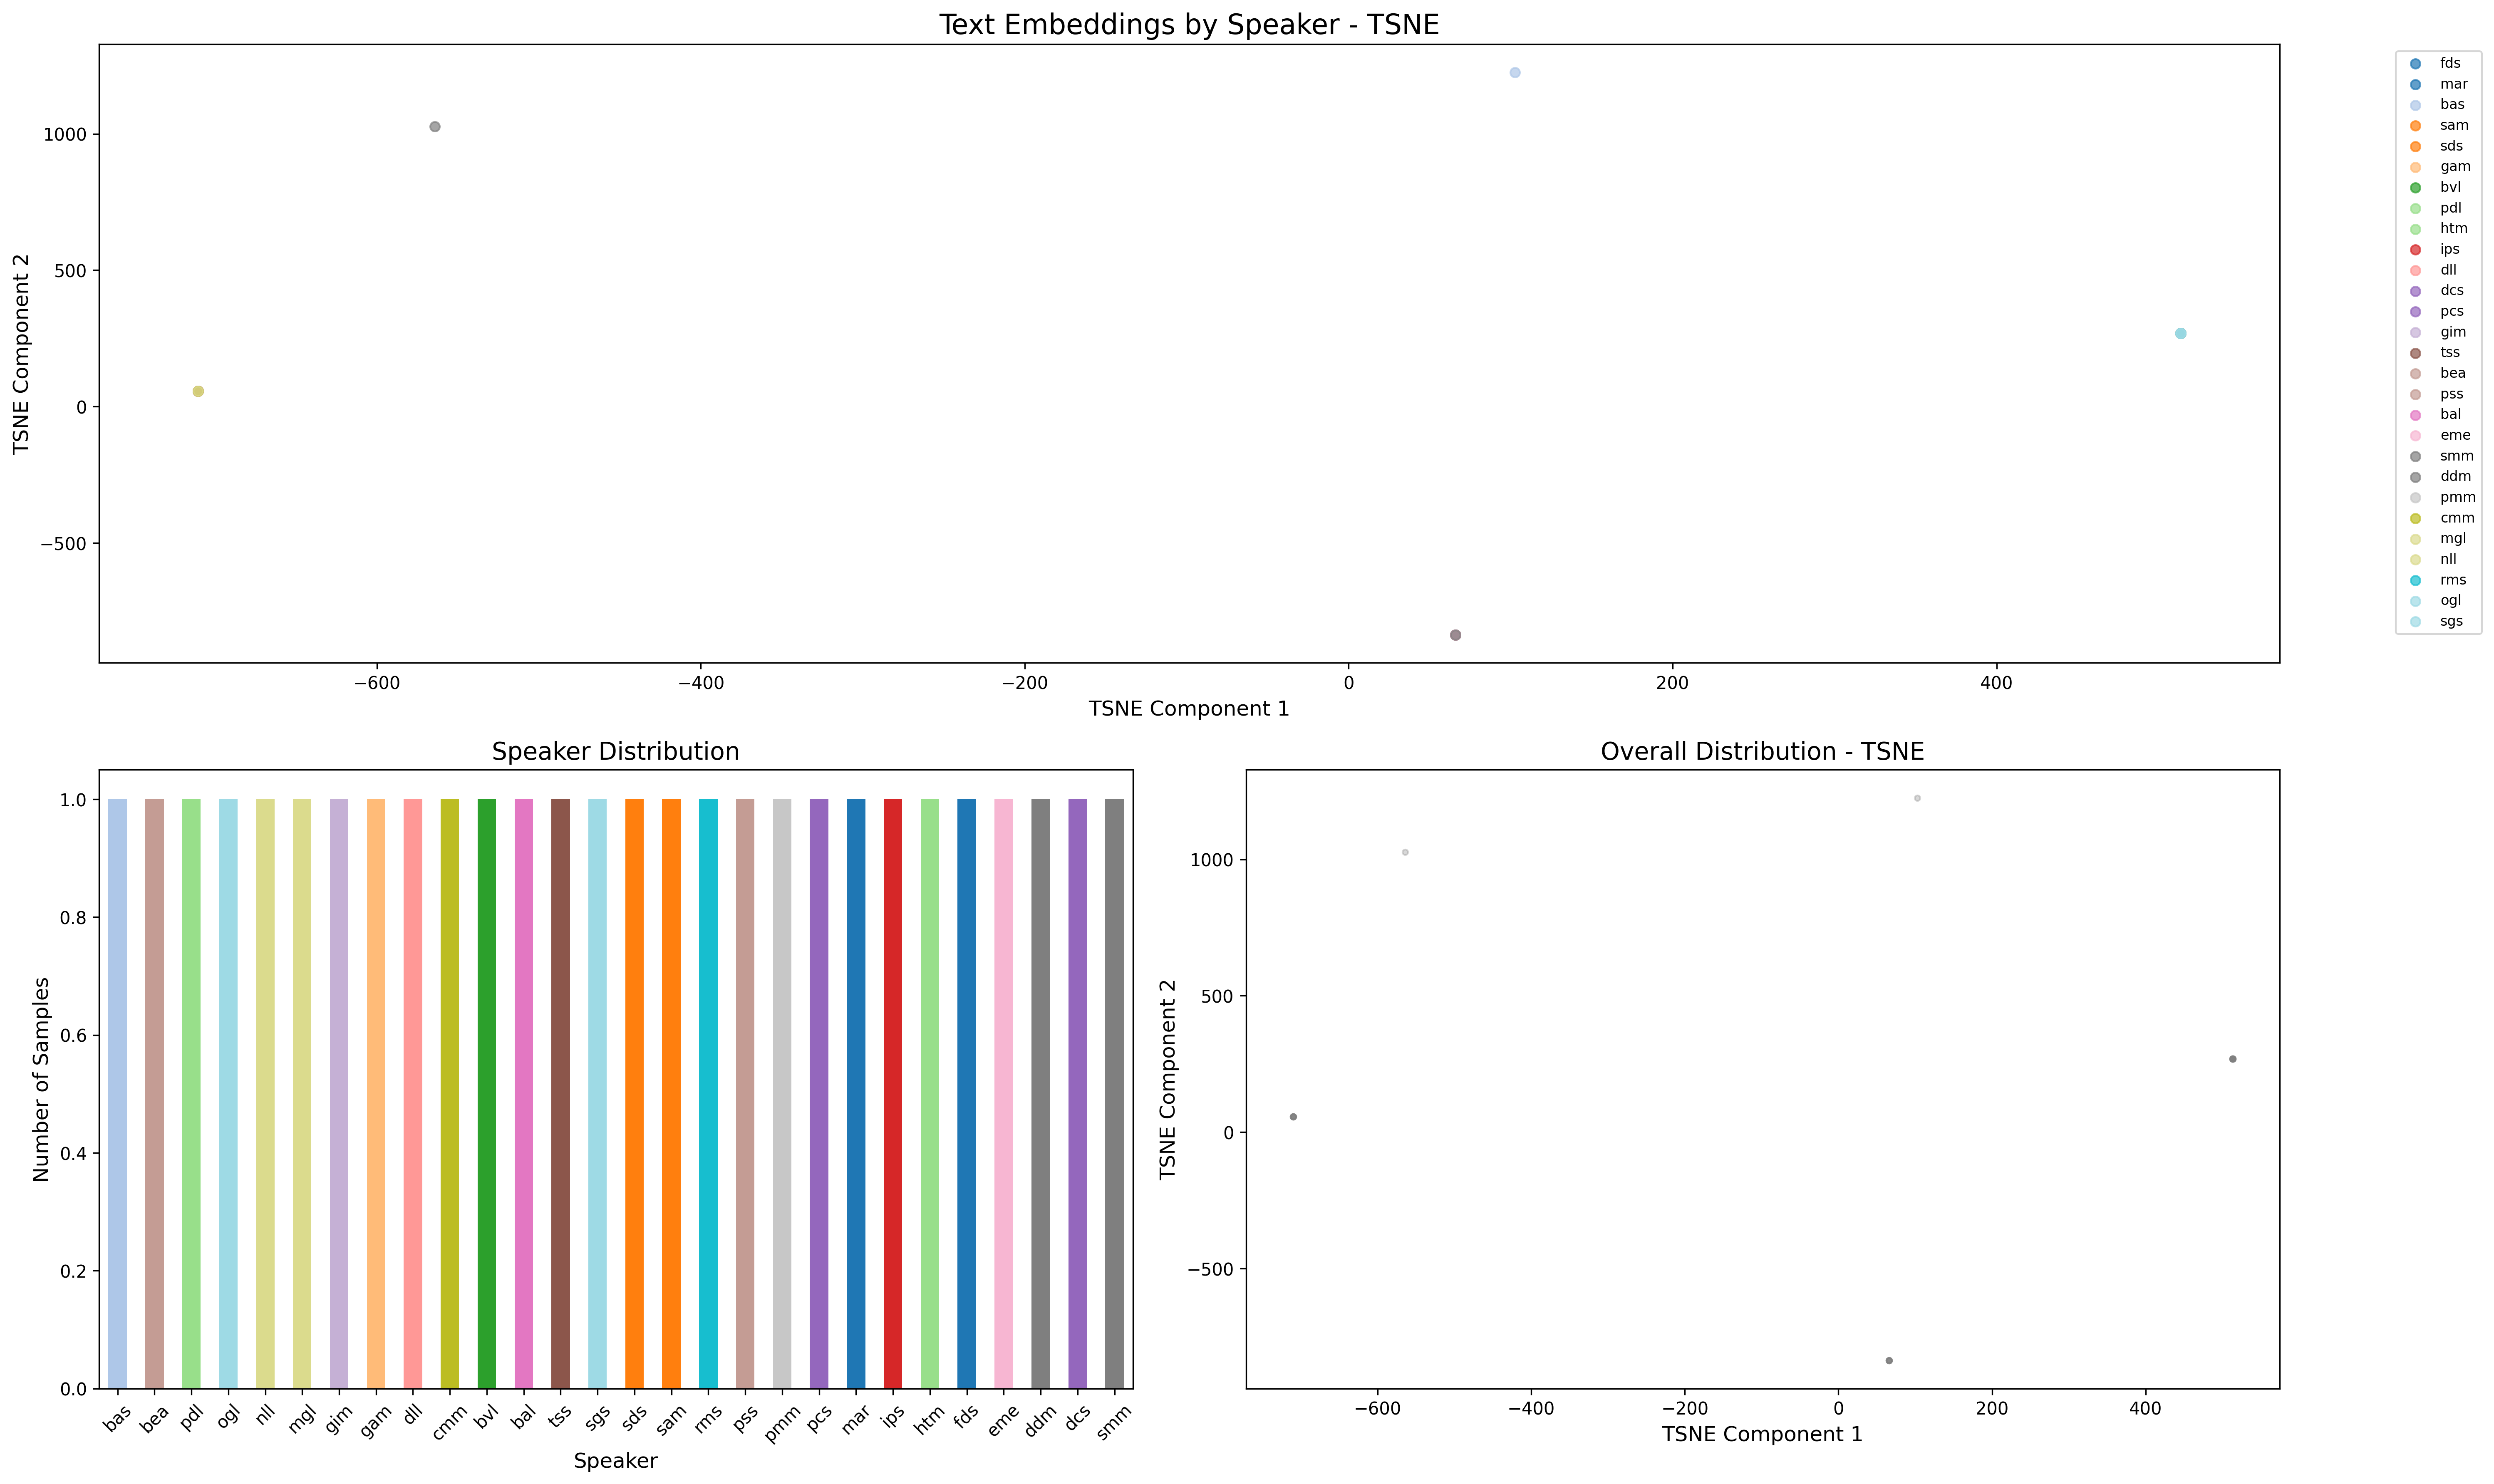 Text Embeddings by Speaker - TSNE
TSNE Component 2
1000
500
0
−500
−600
−400
−200
0
200
400
TSNE Component 1
fds
mar
bas
sam
sds
gam
bvl
pdl
htm
ips
dll
dcs
pcs
gim
tss
bea
pss
bal
eme
smm
ddm
pmm
cmm
mgl
nll
rms
ogl
sgs
Speaker Distribution
Number of Samples
1.0
0.8
0.6
0.4
0.2
0.0
bas
bea
pdl
ogl
nll
mgl
gim
gam
dll
cmm
bvl
bal
tss
sgs
sds
sam
rms
pss
pmm
pcs
mar
ips
htm
fds
eme
ddm
dcs
smm
Speaker
Overall Distribution - TSNE
TSNE Component 2
1000
500
0
−500
−600
−400
−200
0
200
400
TSNE Component 1